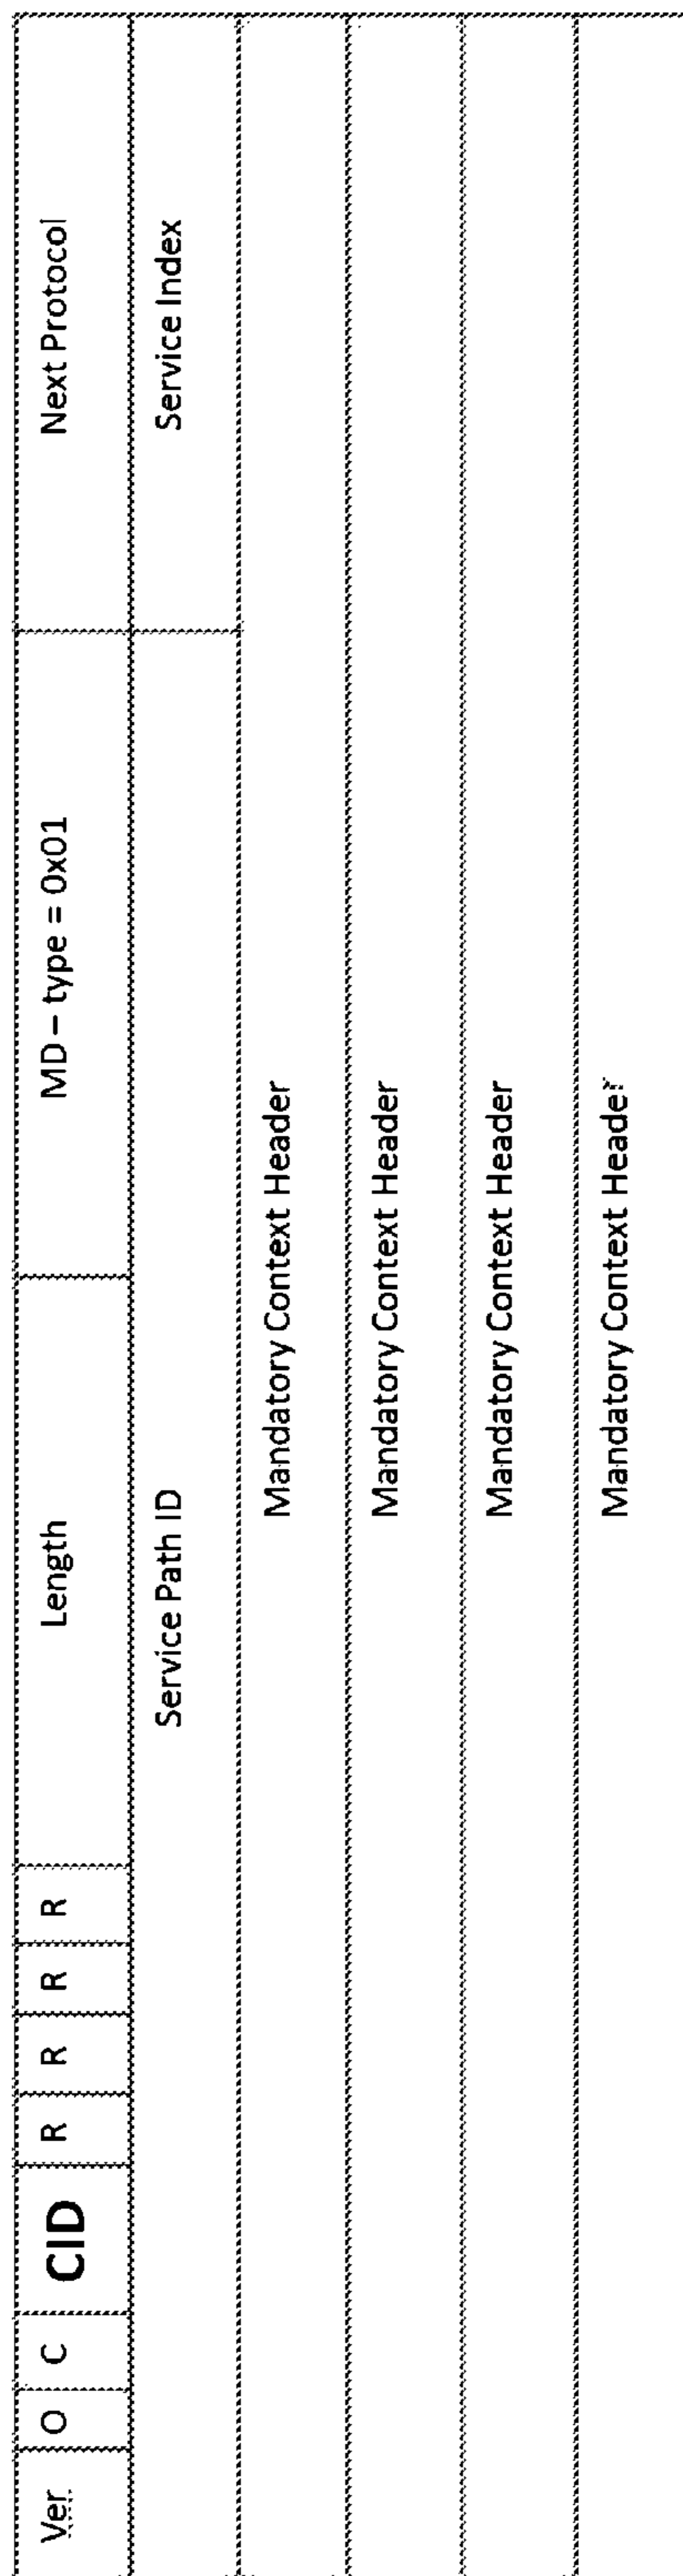 Ver O C CID R R R R Length MD – type = 0x01 Next Protocol
Service Path ID Service Index
Mandatory Context Header
Mandatory Context Header
Mandatory Context Header
Mandatory Context Header